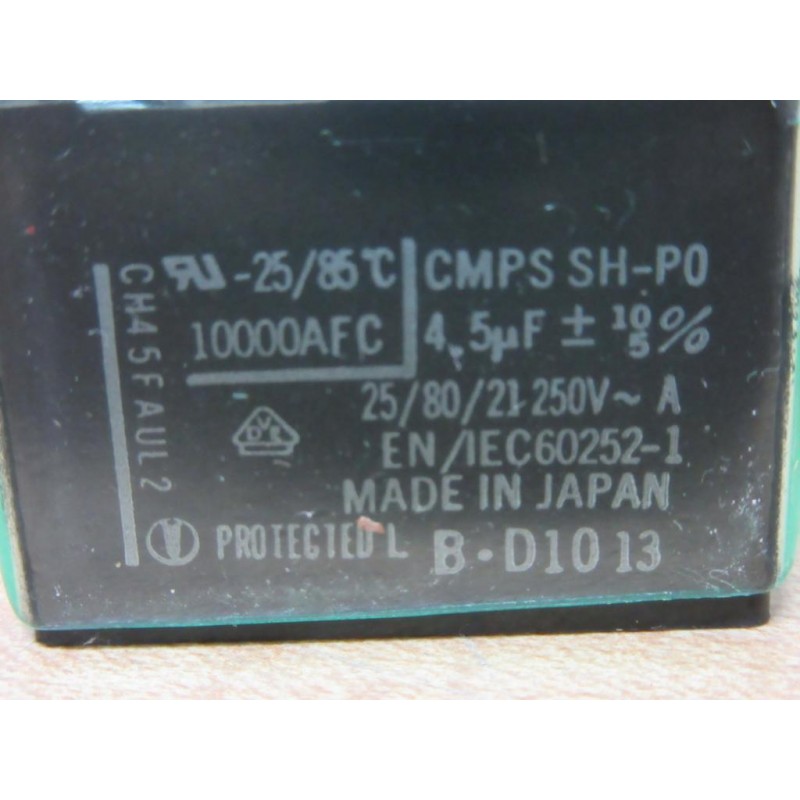 CH45FAUL2
-25/85℃
10000AFC
CMPS SH-P0
4.5μF ± 10/5 %
25/80/21 250V~ A
EN/IEC60252-1
MADE IN JAPAN
PROTECTED L
B·D10 13